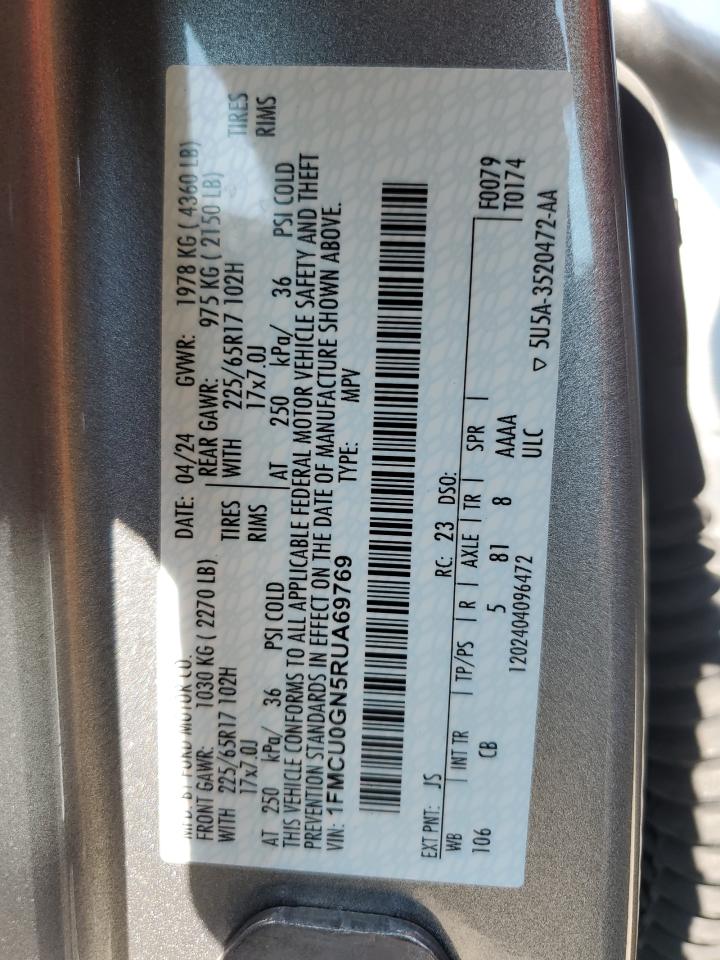 MFD. BY FORD MOTOR CO.
DATE: 04/24 GVWR: 1978 KG ( 4360 LB)
FRONT GAWR: 1030 KG ( 2270 LB) REAR GAWR: 975 KG ( 2150 LB)
WITH 225/65R17 102H TIRES WITH 225/65R17 102H TIRES
17x7.0J RIMS 17x7.0J RIMS
AT 250 kPa/ 36 PSI COLD AT 250 kPa/ 36 PSI COLD
THIS VEHICLE CONFORMS TO ALL APPLICABLE FEDERAL MOTOR VEHICLE SAFETY AND THEFT
PREVENTION STANDARDS IN EFFECT ON THE DATE OF MANUFACTURE SHOWN ABOVE.
VIN: 1FMCU0GN5RUA69769 TYPE: MPV
EXT PNT: JS RC: 23 DSO: F0079
WB INT TR TP/PS R AXLE TR SPR T0174
106 CB 5 81 8 AAAA
1202404096472 ULC
▽ 5U5A-3520472-AA